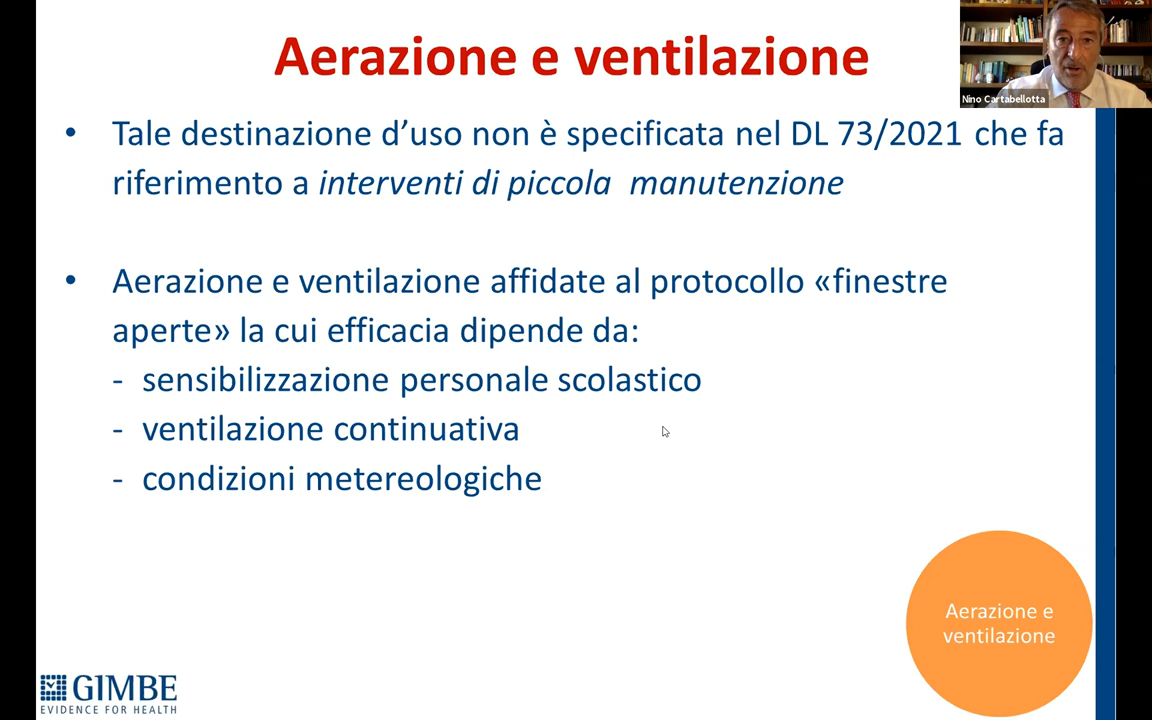 Aerazione e ventilazione
Nino Cartabellotta
• Tale destinazione d’uso non è specificata nel DL 73/2021 che fa
riferimento a interventi di piccola manutenzione
• Aerazione e ventilazione affidate al protocollo «finestre
aperte» la cui efficacia dipende da:
- sensibilizzazione personale scolastico
- ventilazione continuativa
- condizioni metereologiche
Aerazione e
ventilazione
GIMBE
EVIDENCE FOR HEALTH